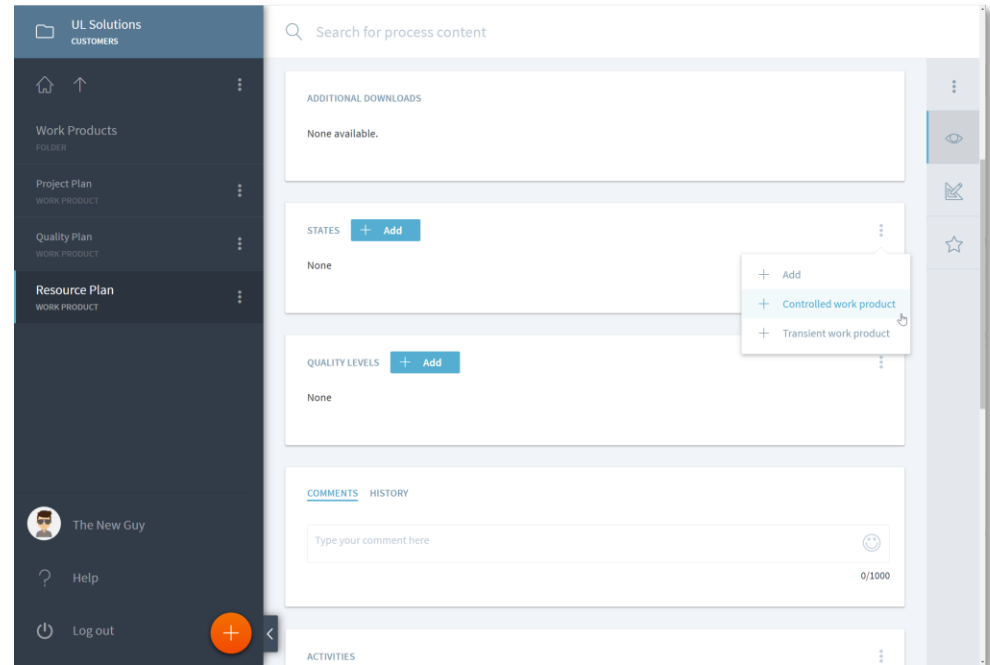 UL Solutions
CUSTOMERS
Search for process content
Work Products
FOLDER
Project Plan
WORK PRODUCT
Quality Plan
WORK PRODUCT
Resource Plan
WORK PRODUCT
The New Guy
Help
Log out
ADDITIONAL DOWNLOADS
None available.
STATES + Add
None
+ Add
+ Controlled work product
+ Transient work product
QUALITY LEVELS + Add
None
COMMENTS HISTORY
Type your comment here
0/1000
ACTIVITIES